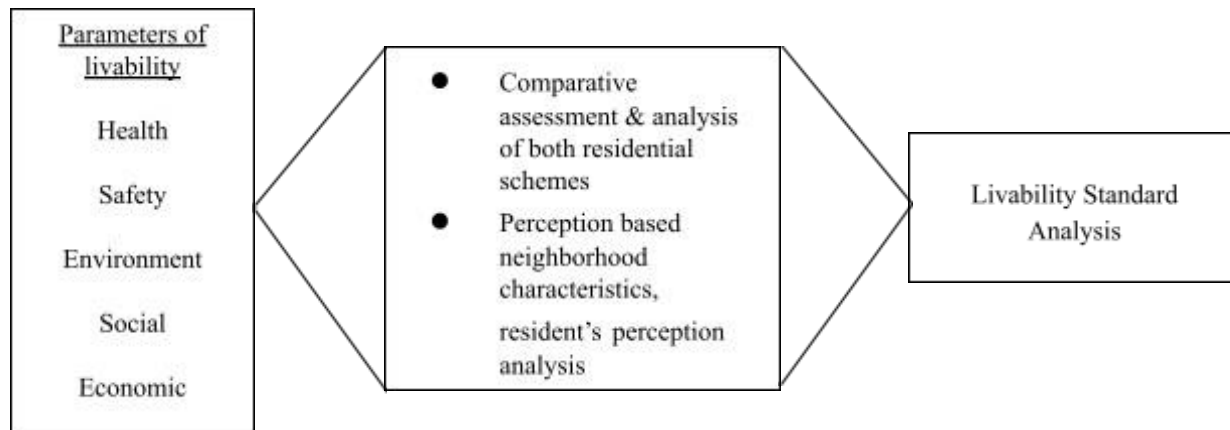 Parameters of
livability
Health
Safety
Environment
Social
Economic
● Comparative
assessment & analysis
of both residential
schemes
● Perception based
neighborhood
characteristics,
resident’s perception
analysis
Livability Standard
Analysis